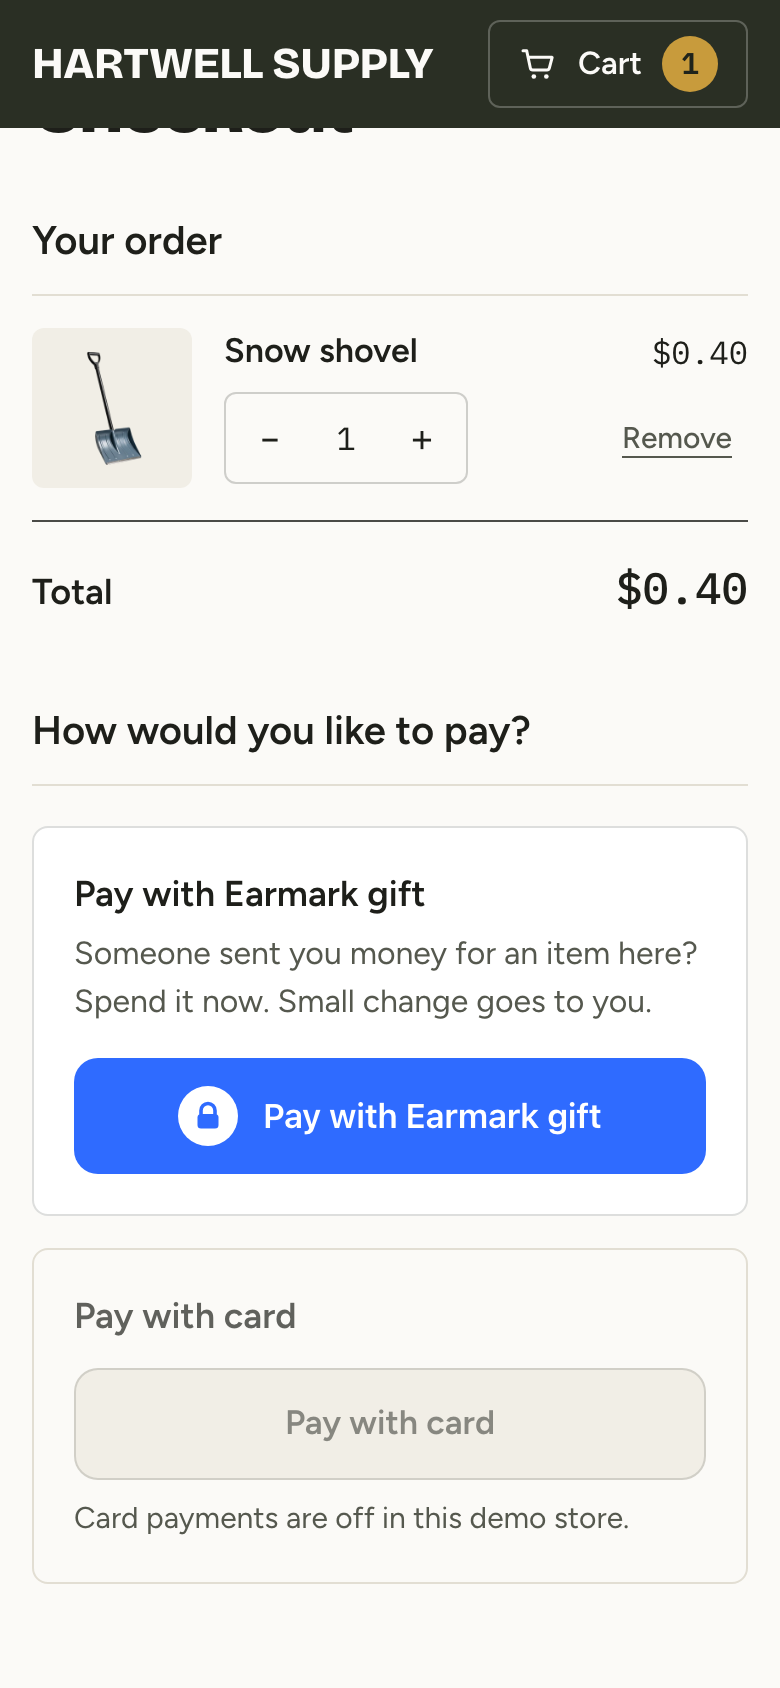 HARTWELL SUPPLY
Cart 1
Checkout
Your order
Snow shovel
$0.40
− 1 +
Remove
Total
$0.40
How would you like to pay?
Pay with Earmark gift
Someone sent you money for an item here?
Spend it now. Small change goes to you.
Pay with Earmark gift
Pay with card
Pay with card
Card payments are off in this demo store.